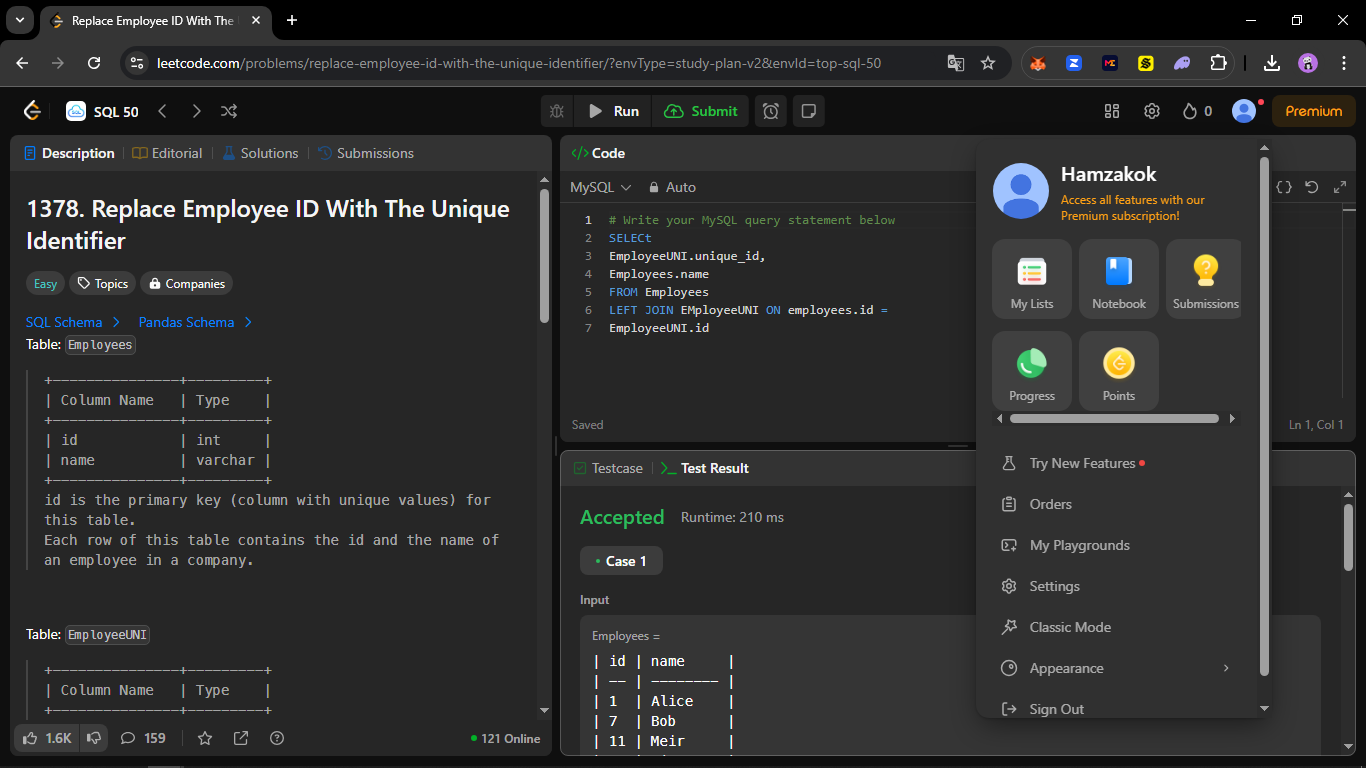 Replace Employee ID With The
leetcode.com/problems/replace-employee-id-with-the-unique-identifier/?envType=study-plan-v2&envId=top-sql-50
SQL 50
Run
Submit
0
Premium
Description
Editorial
Solutions
Submissions
1378. Replace Employee ID With The Unique
Identifier
Easy
Topics
Companies
SQL Schema
Pandas Schema
Table: Employees
+---------------+---------+
| Column Name   | Type    |
+---------------+---------+
| id            | int     |
| name          | varchar |
+---------------+---------+
id is the primary key (column with unique values) for
this table.
Each row of this table contains the id and the name of
an employee in a company.
Table: EmployeeUNI
+---------------+---------+
| Column Name   | Type    |
+---------------+---------+
1.6K
159
121 Online
</> Code
MySQL
Auto
1 # Write your MySQL query statement below
2 SELECt
3 EmployeeUNI.unique_id,
4 Employees.name
5 FROM Employees
6 LEFT JOIN EMployeeUNI ON employees.id =
7 EmployeeUNI.id
Saved
Ln 1, Col 1
Testcase
Test Result
Accepted
Runtime: 210 ms
Case 1
Input
Employees =
| id | name     |
| -- | -------- |
| 1  | Alice    |
| 7  | Bob      |
| 11 | Meir     |
Hamzakok
Access all features with our
Premium subscription!
My Lists
Notebook
Submissions
Progress
Points
Try New Features
Orders
My Playgrounds
Settings
Classic Mode
Appearance
Sign Out